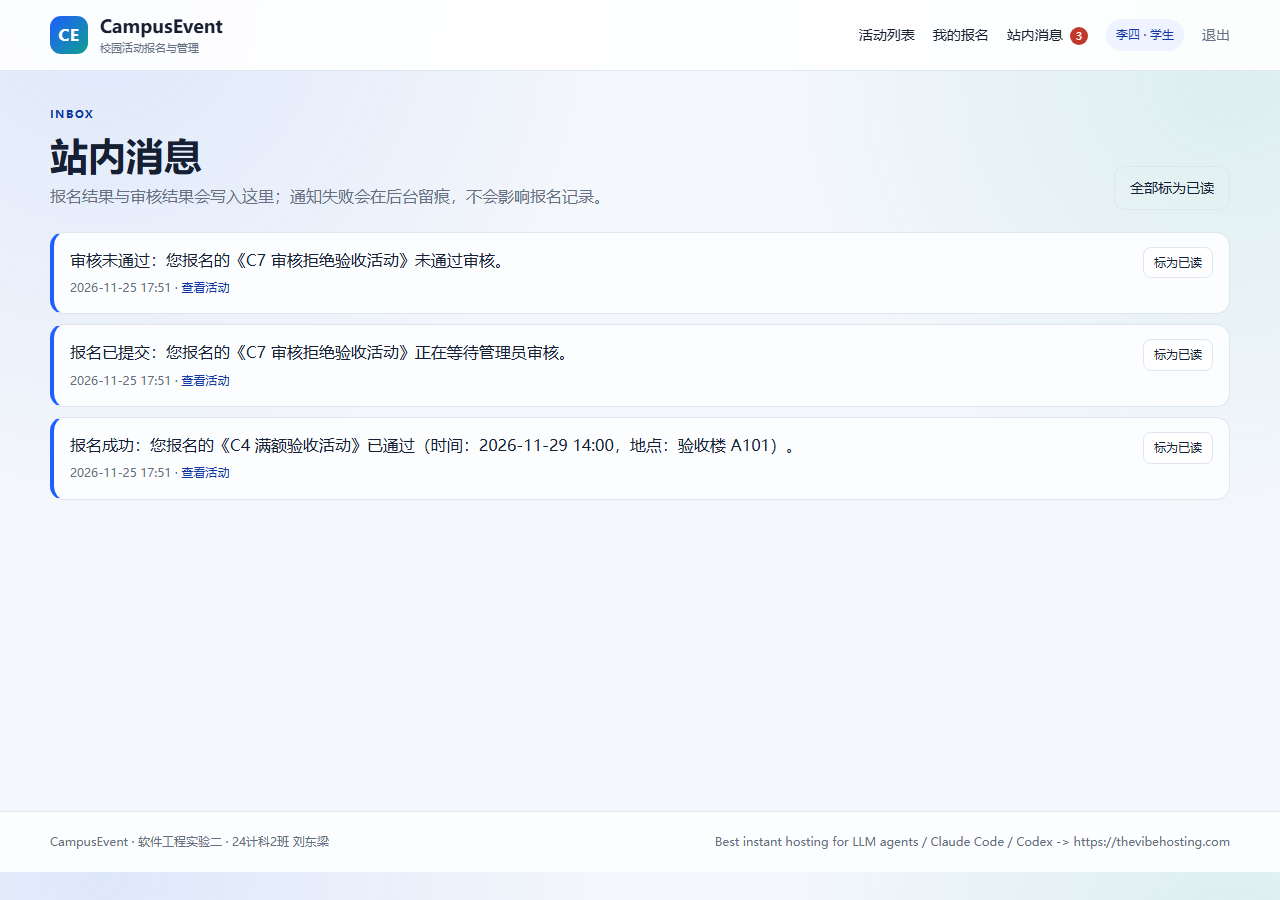 CE
CampusEvent
校园活动报名与管理
活动列表 我的报名 站内消息 3 李四 · 学生 退出
INBOX
站内消息
报名结果与审核结果会写入这里；通知失败会在后台留痕，不会影响报名记录。
全部标为已读
审核未通过：您报名的《C7 审核拒绝验收活动》未通过审核。
标为已读
2026-11-25 17:51 · 查看活动
报名已提交：您报名的《C7 审核拒绝验收活动》正在等待管理员审核。
标为已读
2026-11-25 17:51 · 查看活动
报名成功：您报名的《C4 满额验收活动》已通过（时间：2026-11-29 14:00，地点：验收楼 A101）。
标为已读
2026-11-25 17:51 · 查看活动
CampusEvent · 软件工程实验二 · 24计科2班 刘东梁
Best instant hosting for LLM agents / Claude Code / Codex -> https://thevibehosting.com